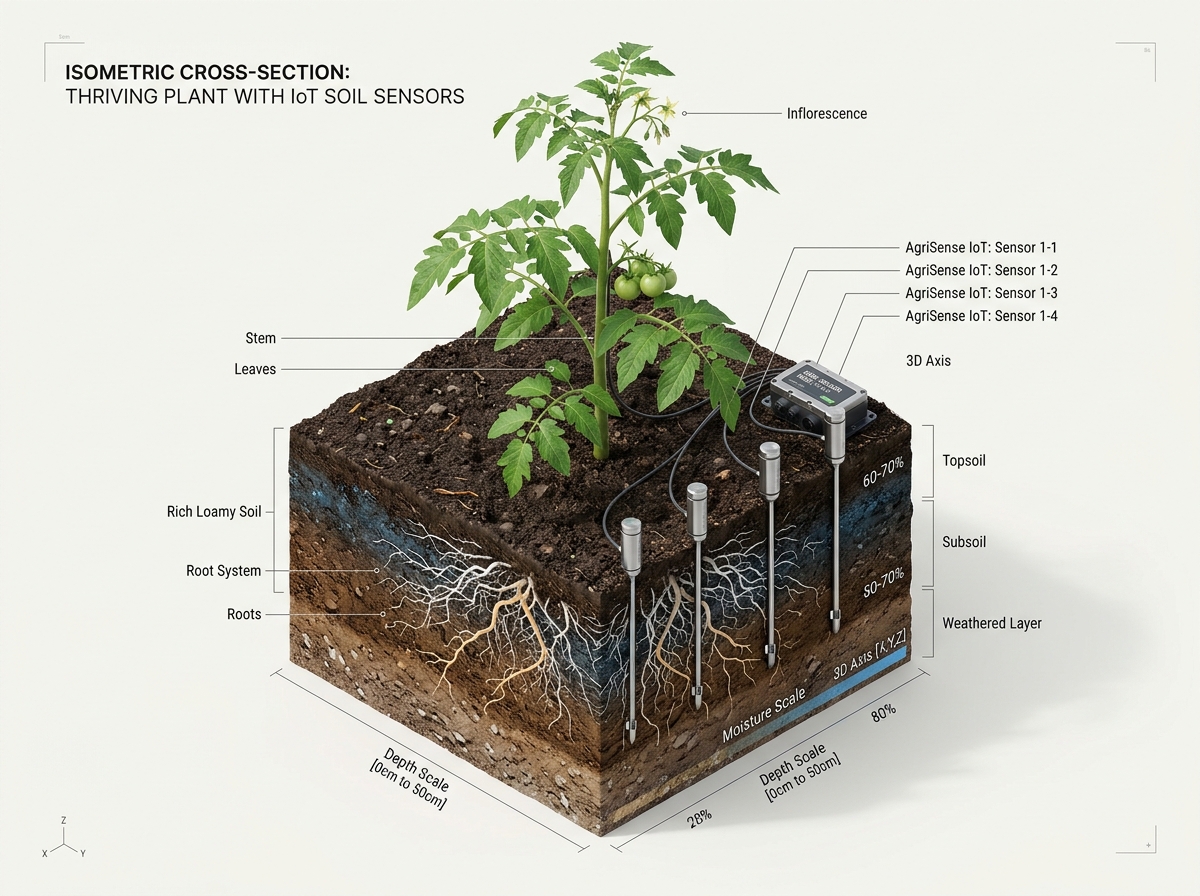 ISOMETRIC CROSS-SECTION:
THRIVING PLANT WITH IoT SOIL SENSORS
Inflorescence
AgriSense IoT: Sensor 1-1
AgriSense IoT: Sensor 1-2
AgriSense IoT: Sensor 1-3
AgriSense IoT: Sensor 1-4
3D Axis
Stem
Leaves
Rich Loamy Soil
Root System
Roots
60-70%
Topsoil
Subsoil
80-70%
Weathered Layer
3D Axis [X,Y,Z]
Moisture Scale
80%
28%
Depth Scale
[0cm to 50cm]
Depth Scale
[0cm to 50cm]
Z
X
Y